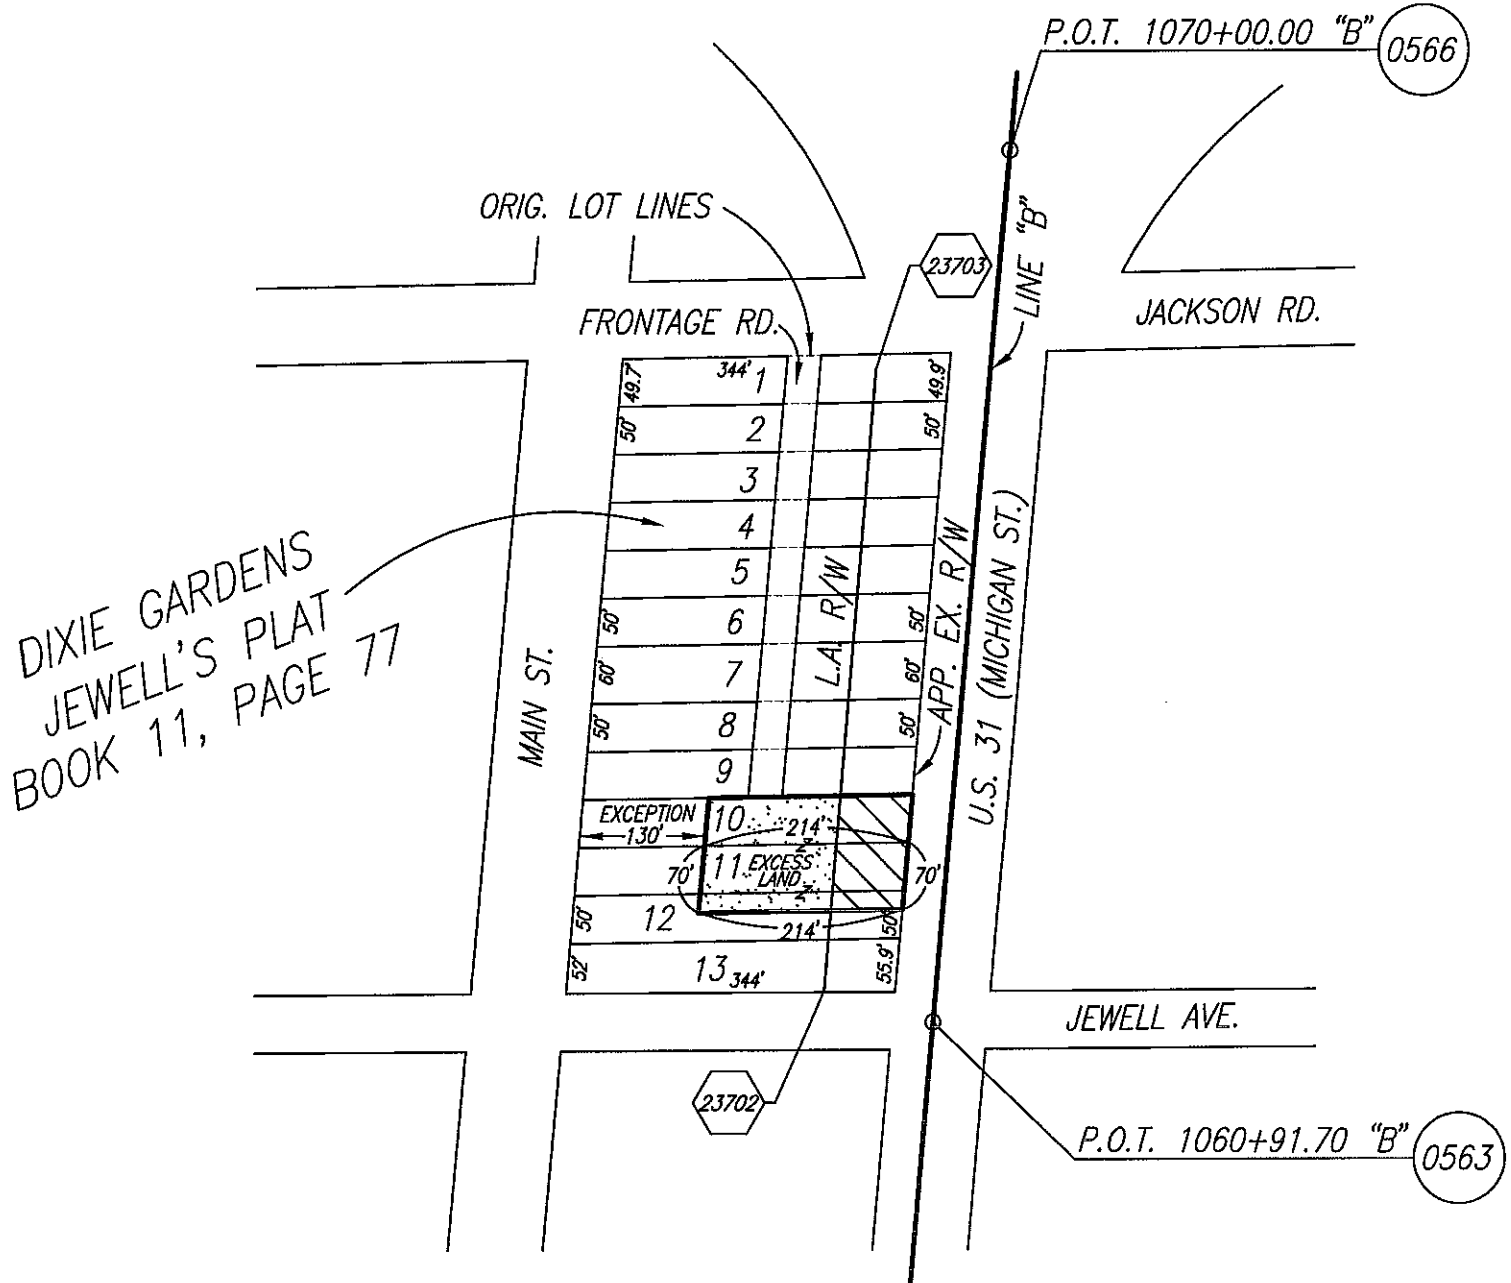 P.O.T. 1070+00.00 "B"
0566
ORIG. LOT LINES
23703
LINE "B"
FRONTAGE RD.
JACKSON RD.
49.7'
344'
1
49.9'
50'
2
50'
3
4
5
50'
6
50'
60'
7
60'
50'
8
50'
9
L.A. R/W
APP. EX. R/W
U.S. 31 (MICHIGAN ST.)
MAIN ST.
DIXIE GARDENS
JEWELL'S PLAT
BOOK 11, PAGE 77
EXCEPTION
130'
10
214'
70'
11
EXCESS
LAND
70'
50'
12
214'
50'
52'
13
344'
55.9'
JEWELL AVE.
23702
P.O.T. 1060+91.70 "B"
0563